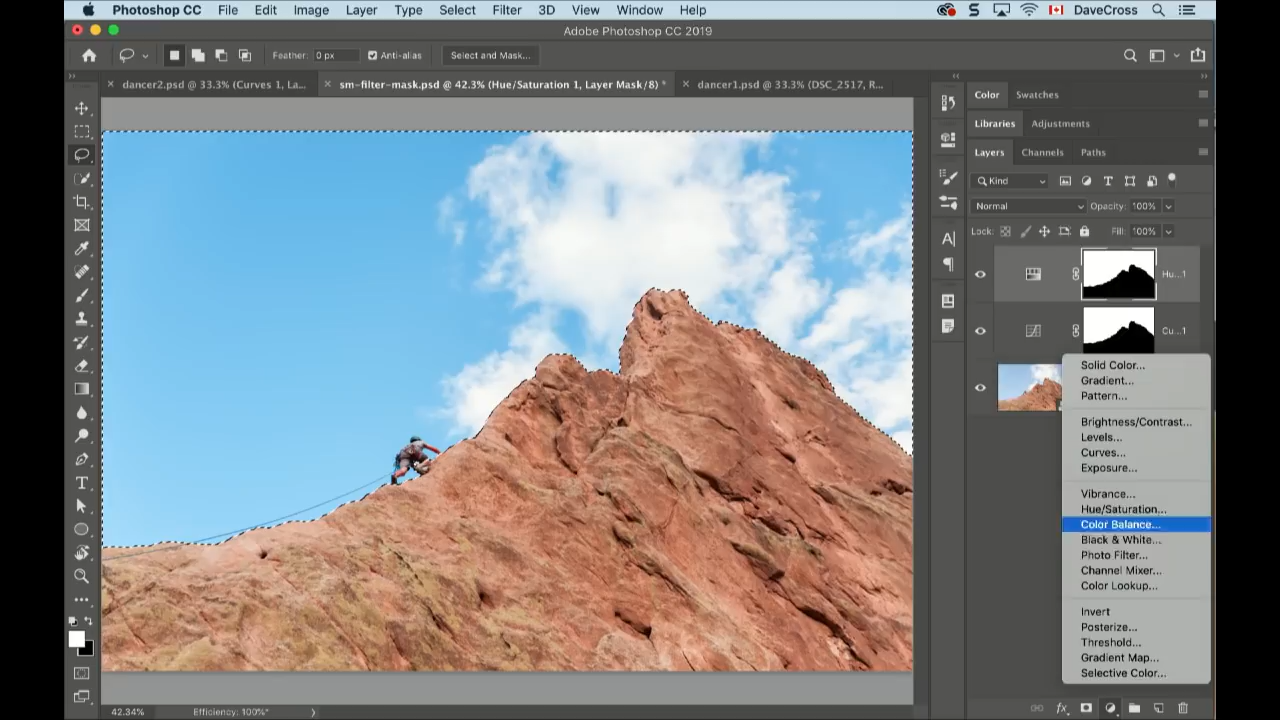 Photoshop CC File Edit Image Layer Type Select Filter 3D View Window Help DaveCross
Adobe Photoshop CC 2019
Feather: 0 px Anti-alias Select and Mask...
dancer2.psd @ 33.3% (Curves 1, La... sm-filter-mask.psd @ 42.3% (Hue/Saturation 1, Layer Mask/8) * dancer1.psd @ 33.3% (DSC_2517, R...
Color Swatches
Libraries Adjustments
Layers Channels Paths
Kind
Normal Opacity: 100%
Lock: Fill: 100%
Hu...1
Cu...1
Solid Color...
Gradient...
Pattern...
Brightness/Contrast...
Levels...
Curves...
Exposure...
Vibrance...
Hue/Saturation...
Color Balance...
Black & White...
Photo Filter...
Channel Mixer...
Color Lookup...
Invert
Posterize...
Threshold...
Gradient Map...
Selective Color...
42.34% Efficiency: 100%*